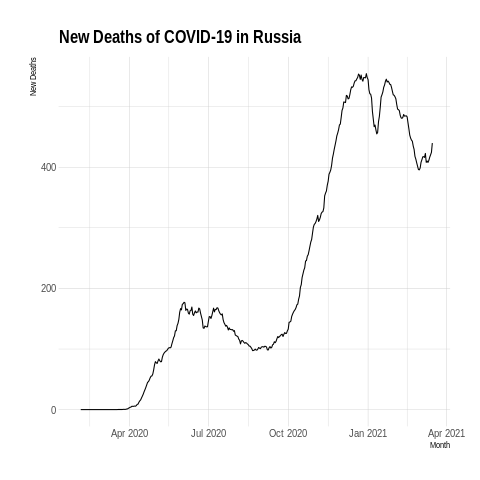 New Deaths of COVID-19 in Russia
New Deaths
400
200
0
Apr 2020 Jul 2020 Oct 2020 Jan 2021 Apr 2021
Month